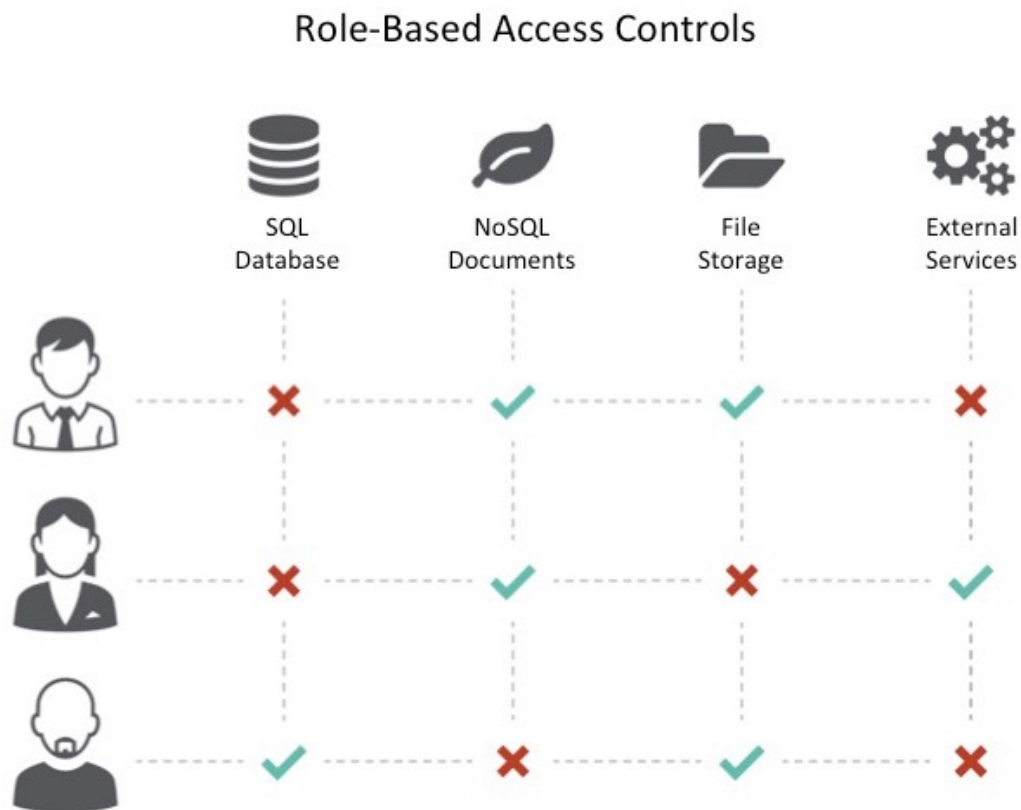 Role-Based Access Controls
SQL
Database
NoSQL
Documents
File
Storage
External
Services